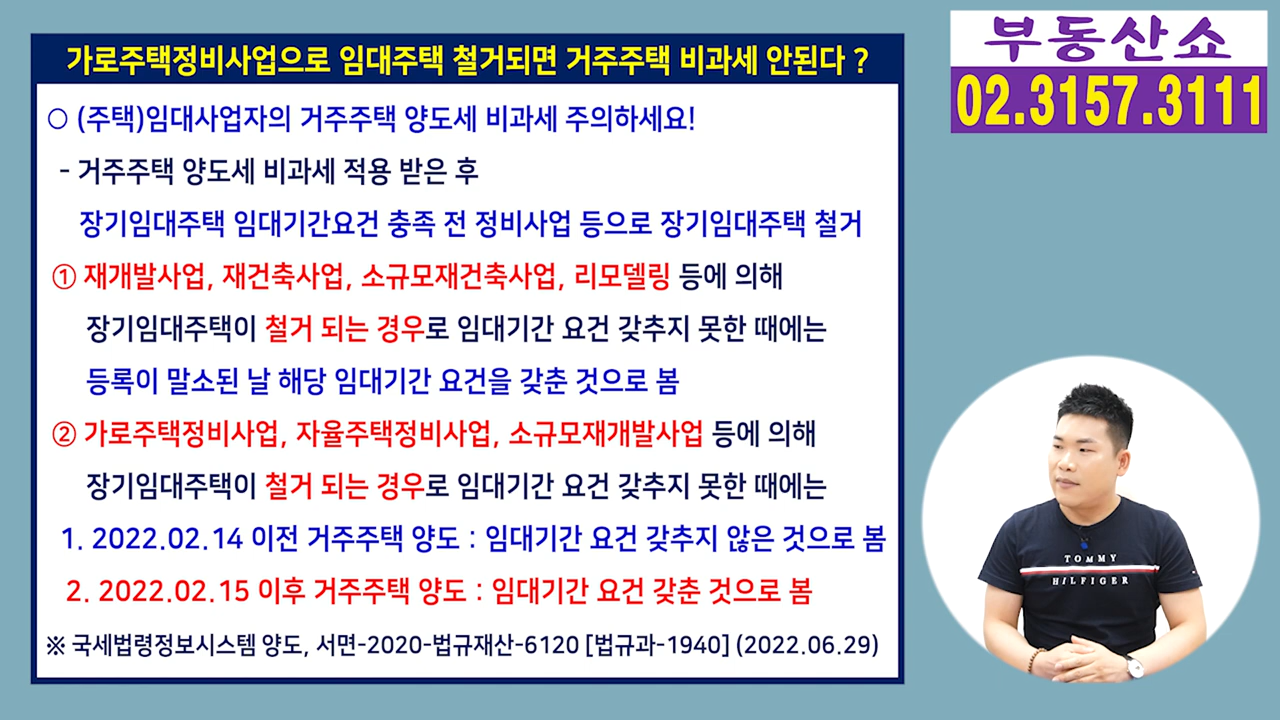 가로주택정비사업으로 임대주택 철거되면 거주주택 비과세 안된다 ?
○ (주택)임대사업자의 거주주택 양도세 비과세 주의하세요!
- 거주주택 양도세 비과세 적용 받은 후
장기임대주택 임대기간요건 충족 전 정비사업 등으로 장기임대주택 철거
① 재개발사업, 재건축사업, 소규모재건축사업, 리모델링 등에 의해
장기임대주택이 철거 되는 경우로 임대기간 요건 갖추지 못한 때에는
등록이 말소된 날 해당 임대기간 요건을 갖춘 것으로 봄
② 가로주택정비사업, 자율주택정비사업, 소규모재개발사업 등에 의해
장기임대주택이 철거 되는 경우로 임대기간 요건 갖추지 못한 때에는
1. 2022.02.14 이전 거주주택 양도 : 임대기간 요건 갖추지 않은 것으로 봄
2. 2022.02.15 이후 거주주택 양도 : 임대기간 요건 갖춘 것으로 봄
※ 국세법령정보시스템 양도, 서면-2020-법규재산-6120 [법규과-1940] (2022.06.29)
부동산쇼
02.3157.3111
TOMMY
HILFIGER